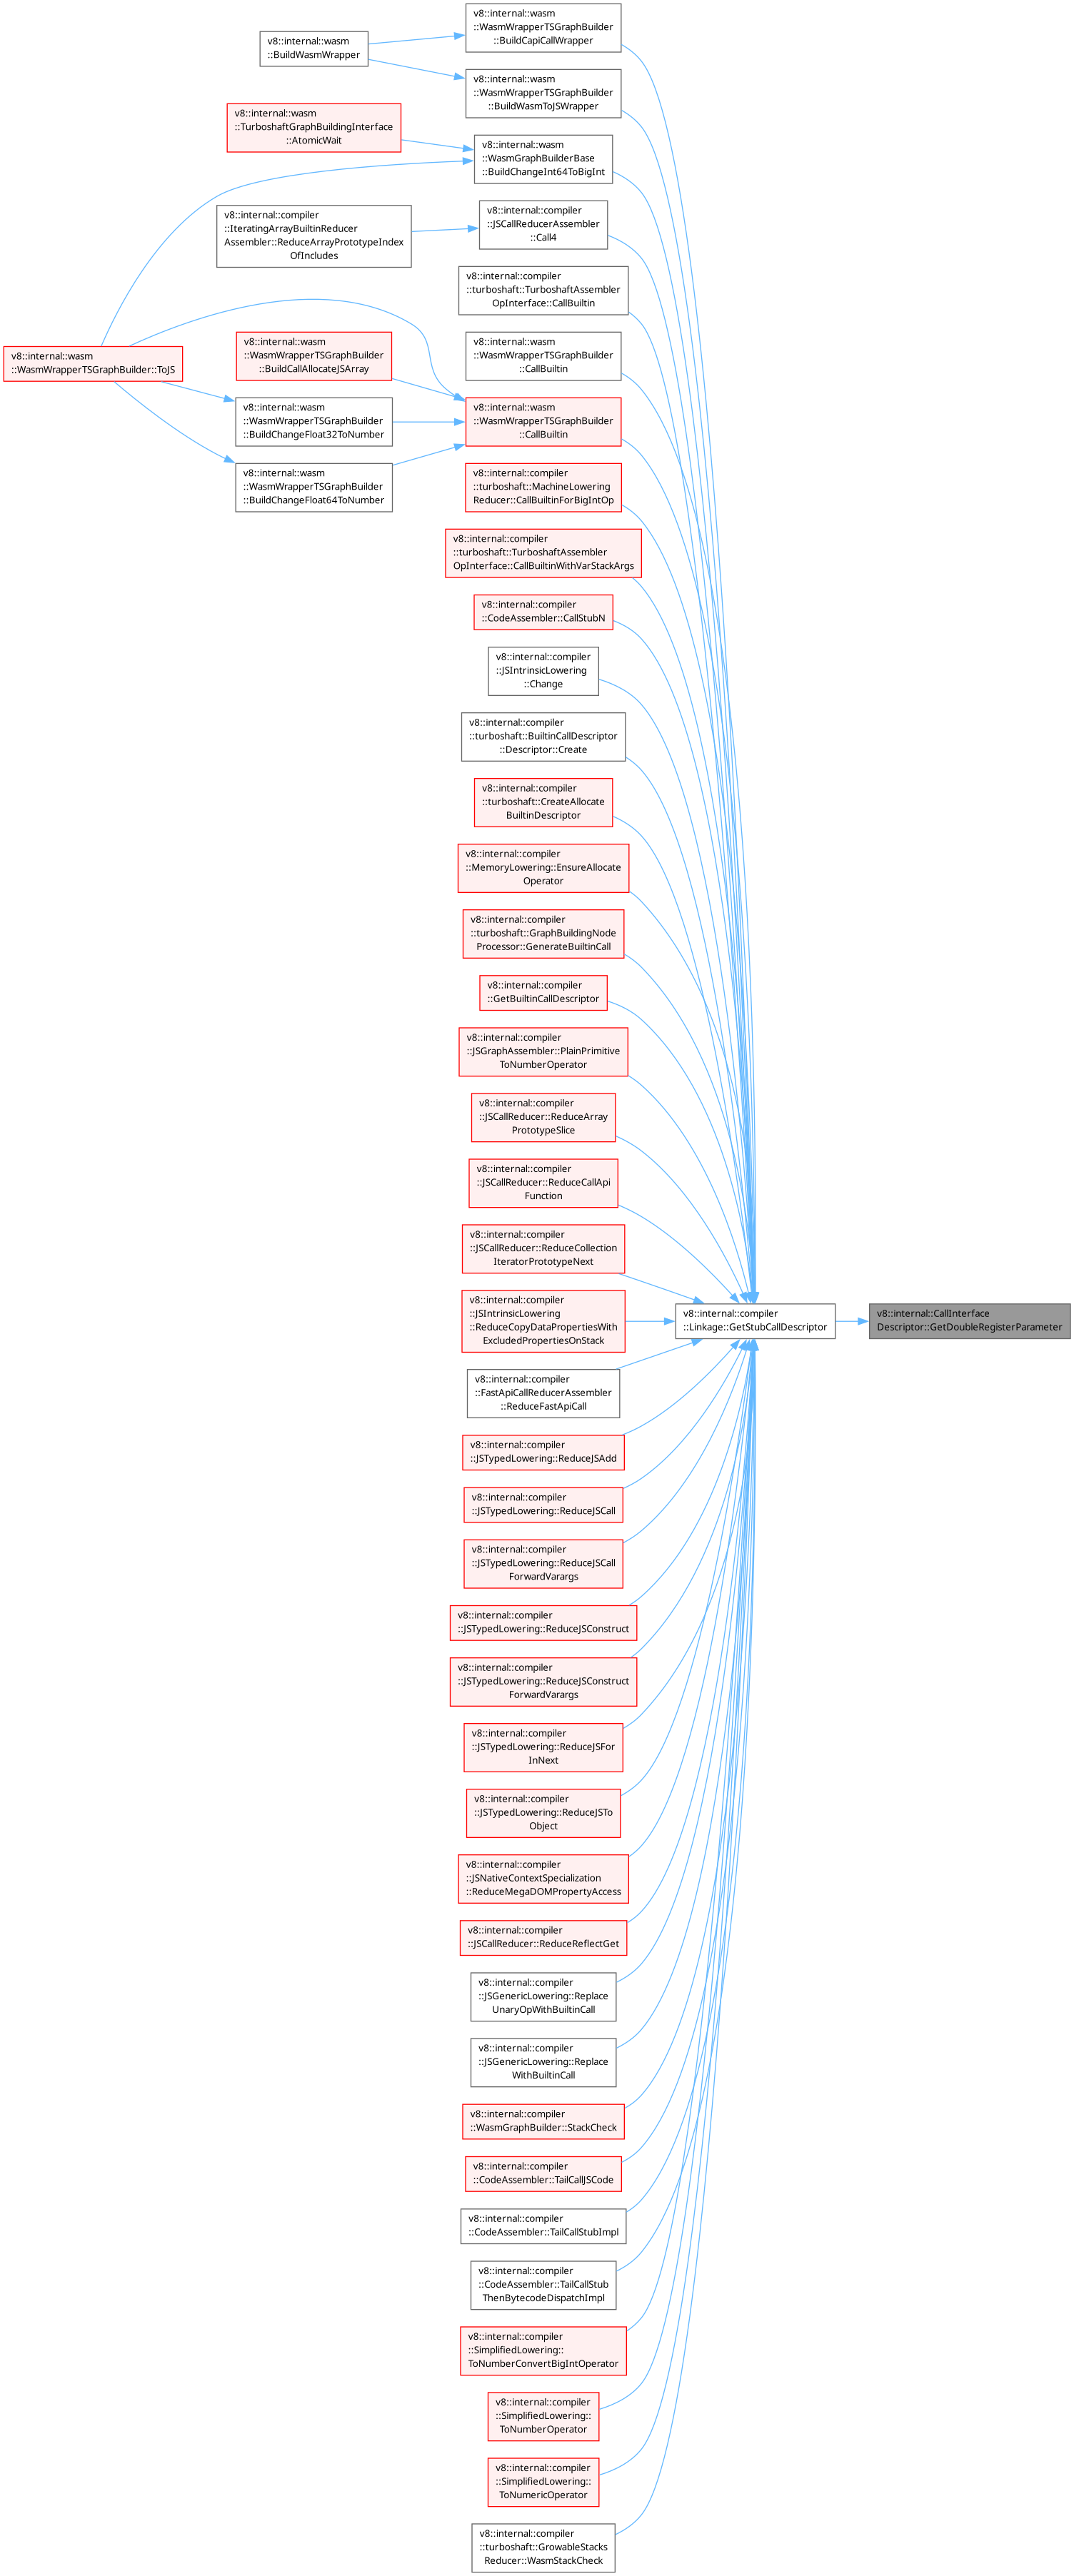 v8::internal::wasm
::WasmWrapperTSGraphBuilder
::BuildCapiCallWrapper
v8::internal::wasm
::BuildWasmWrapper
v8::internal::wasm
::WasmWrapperTSGraphBuilder
::BuildWasmToJSWrapper
v8::internal::wasm
::TurboshaftGraphBuildingInterface
::AtomicWait
v8::internal::wasm
::WasmGraphBuilderBase
::BuildChangeInt64ToBigInt
v8::internal::compiler
::IteratingArrayBuiltinReducer
Assembler::ReduceArrayPrototypeIndex
OfIncludes
v8::internal::compiler
::JSCallReducerAssembler
::Call4
v8::internal::compiler
::turboshaft::TurboshaftAssembler
OpInterface::CallBuiltin
v8::internal::wasm
::WasmWrapperTSGraphBuilder
::CallBuiltin
v8::internal::wasm
::WasmWrapperTSGraphBuilder::ToJS
v8::internal::wasm
::WasmWrapperTSGraphBuilder
::BuildCallAllocateJSArray
v8::internal::wasm
::WasmWrapperTSGraphBuilder
::BuildChangeFloat32ToNumber
v8::internal::wasm
::WasmWrapperTSGraphBuilder
::CallBuiltin
v8::internal::wasm
::WasmWrapperTSGraphBuilder
::BuildChangeFloat64ToNumber
v8::internal::compiler
::turboshaft::MachineLowering
Reducer::CallBuiltinForBigIntOp
v8::internal::compiler
::turboshaft::TurboshaftAssembler
OpInterface::CallBuiltinWithVarStackArgs
v8::internal::compiler
::CodeAssembler::CallStubN
v8::internal::compiler
::JSIntrinsicLowering
::Change
v8::internal::compiler
::turboshaft::BuiltinCallDescriptor
::Descriptor::Create
v8::internal::compiler
::turboshaft::CreateAllocate
BuiltinDescriptor
v8::internal::compiler
::MemoryLowering::EnsureAllocate
Operator
v8::internal::compiler
::turboshaft::GraphBuildingNode
Processor::GenerateBuiltinCall
v8::internal::compiler
::GetBuiltinCallDescriptor
v8::internal::compiler
::JSGraphAssembler::PlainPrimitive
ToNumberOperator
v8::internal::compiler
::JSCallReducer::ReduceArray
PrototypeSlice
v8::internal::compiler
::JSCallReducer::ReduceCallApi
Function
v8::internal::compiler
::JSCallReducer::ReduceCollection
IteratorPrototypeNext
v8::internal::compiler
::JSIntrinsicLowering
::ReduceCopyDataPropertiesWith
ExcludedPropertiesOnStack
v8::internal::compiler
::Linkage::GetStubCallDescriptor
v8::internal::CallInterface
Descriptor::GetDoubleRegisterParameter
v8::internal::compiler
::FastApiCallReducerAssembler
::ReduceFastApiCall
v8::internal::compiler
::JSTypedLowering::ReduceJSAdd
v8::internal::compiler
::JSTypedLowering::ReduceJSCall
v8::internal::compiler
::JSTypedLowering::ReduceJSCall
ForwardVarargs
v8::internal::compiler
::JSTypedLowering::ReduceJSConstruct
v8::internal::compiler
::JSTypedLowering::ReduceJSConstruct
ForwardVarargs
v8::internal::compiler
::JSTypedLowering::ReduceJSFor
InNext
v8::internal::compiler
::JSTypedLowering::ReduceJSTo
Object
v8::internal::compiler
::JSNativeContextSpecialization
::ReduceMegaDOMPropertyAccess
v8::internal::compiler
::JSCallReducer::ReduceReflectGet
v8::internal::compiler
::JSGenericLowering::Replace
UnaryOpWithBuiltinCall
v8::internal::compiler
::JSGenericLowering::Replace
WithBuiltinCall
v8::internal::compiler
::WasmGraphBuilder::StackCheck
v8::internal::compiler
::CodeAssembler::TailCallJSCode
v8::internal::compiler
::CodeAssembler::TailCallStubImpl
v8::internal::compiler
::CodeAssembler::TailCallStub
ThenBytecodeDispatchImpl
v8::internal::compiler
::SimplifiedLowering::
ToNumberConvertBigIntOperator
v8::internal::compiler
::SimplifiedLowering::
ToNumberOperator
v8::internal::compiler
::SimplifiedLowering::
ToNumericOperator
v8::internal::compiler
::turboshaft::GrowableStacks
Reducer::WasmStackCheck